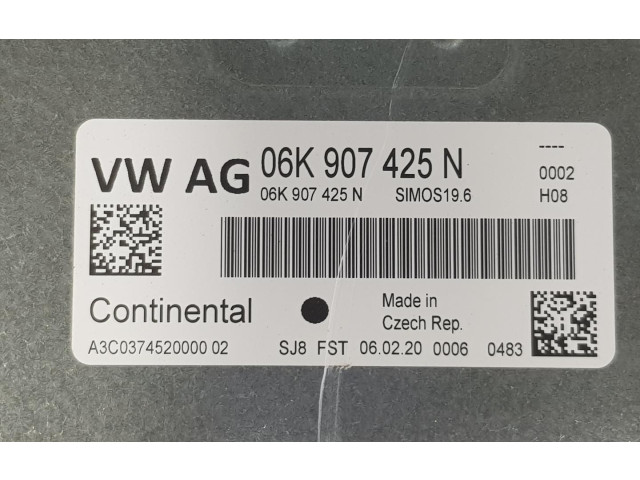 VW AG 06K 907 425 N ----
06K 907 425 N SIMOS19.6 0002
H08
Continental Made in
Czech Rep.
A3C0374520000 02 SJ8 FST 06.02.20 0006 0483